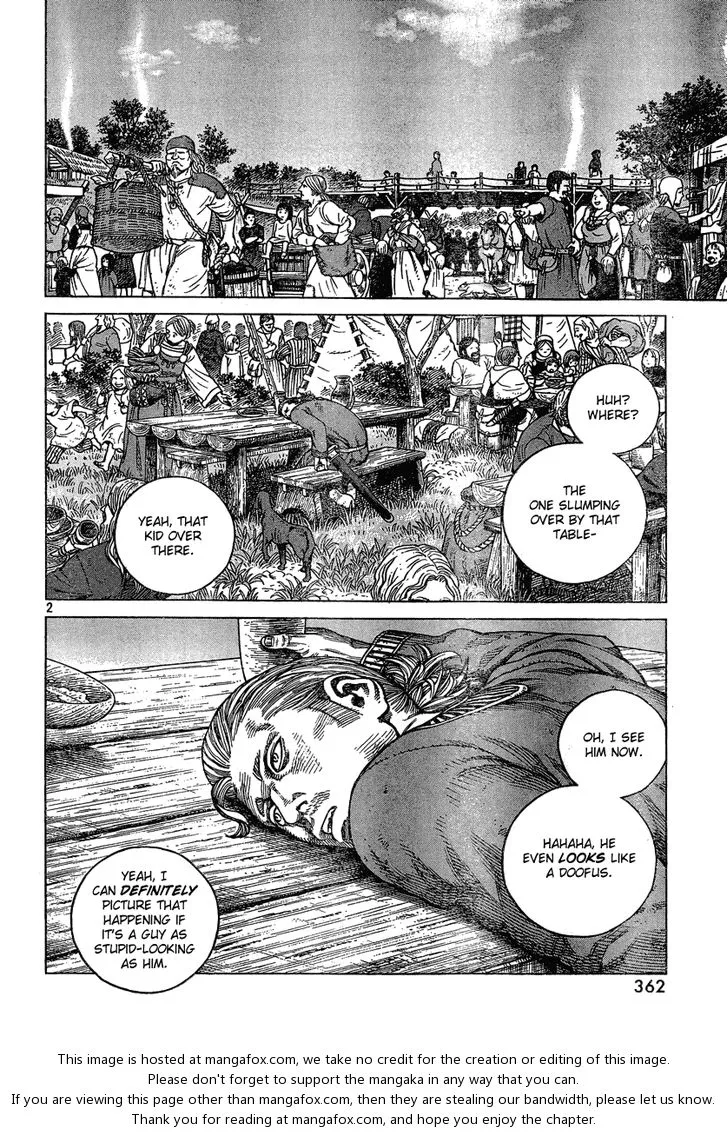 HUH?
WHERE?
THE
ONE SLUMPING
OVER BY THAT
TABLE-
YEAH, THAT
KID OVER
THERE.
2
OH, I SEE
HIM NOW.
HAHAHA, HE
EVEN LOOKS LIKE
A DOOFUS.
YEAH, I
CAN DEFINITELY
PICTURE THAT
HAPPENING IF
IT'S A GUY AS
STUPID-LOOKING
AS HIM.
362
This image is hosted at mangafox.com, we take no credit for the creation or editing of this image.
Please don't forget to support the mangaka in any way that you can.
If you are viewing this page other than mangafox.com, then they are stealing our bandwidth, please let us know.
Thank you for reading at mangafox.com, and hope you enjoy the chapter.